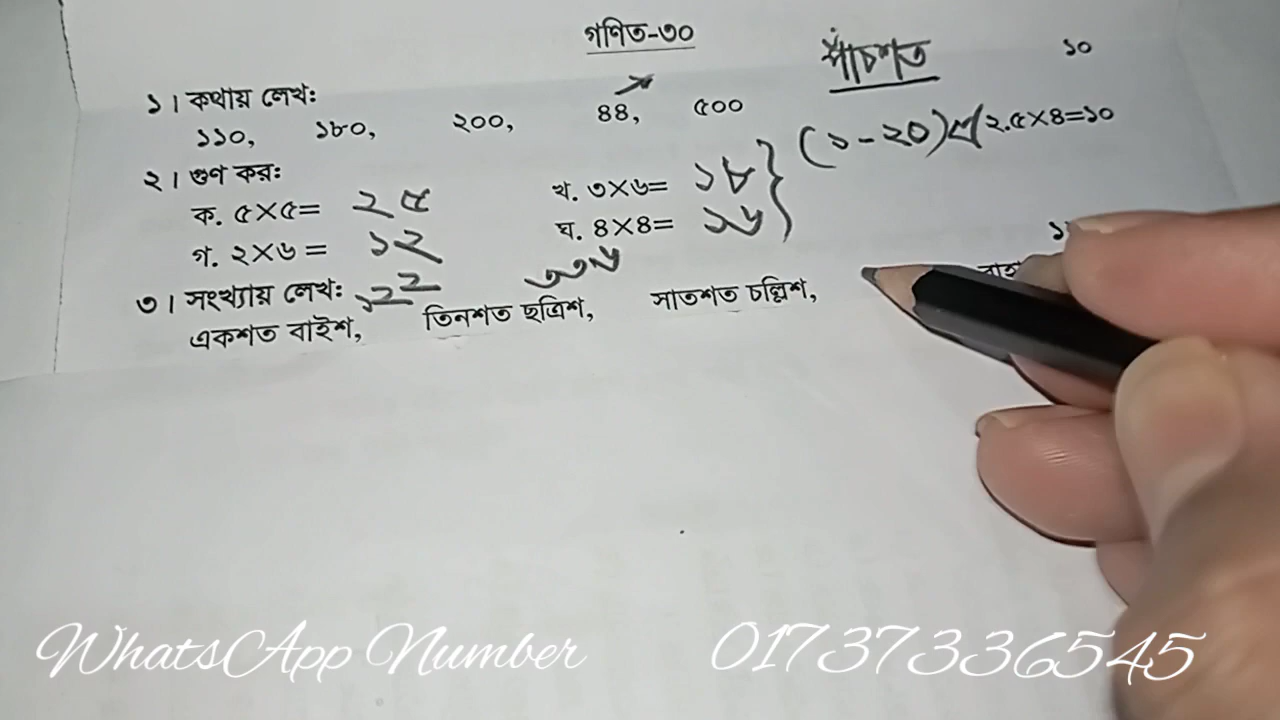 গণিত-৩০
পাঁচশত
১। কথায় লেখঃ ১০
১১০, ১৮০, ২০০, ৪৪, ৫০০
২। গুণ করঃ (১-২০) ২.৫×৪=১০
ক. ৫×৫= ২৫ খ. ৩×৬= ১৮
গ. ২×৬= ১২ ঘ. ৪×৪= ১৬
৩। সংখ্যায় লেখঃ
১২২ ৩৩৬
একশত বাইশ, তিনশত ছত্রিশ, সাতশত চল্লিশ,
WhatsApp Number 01737336545